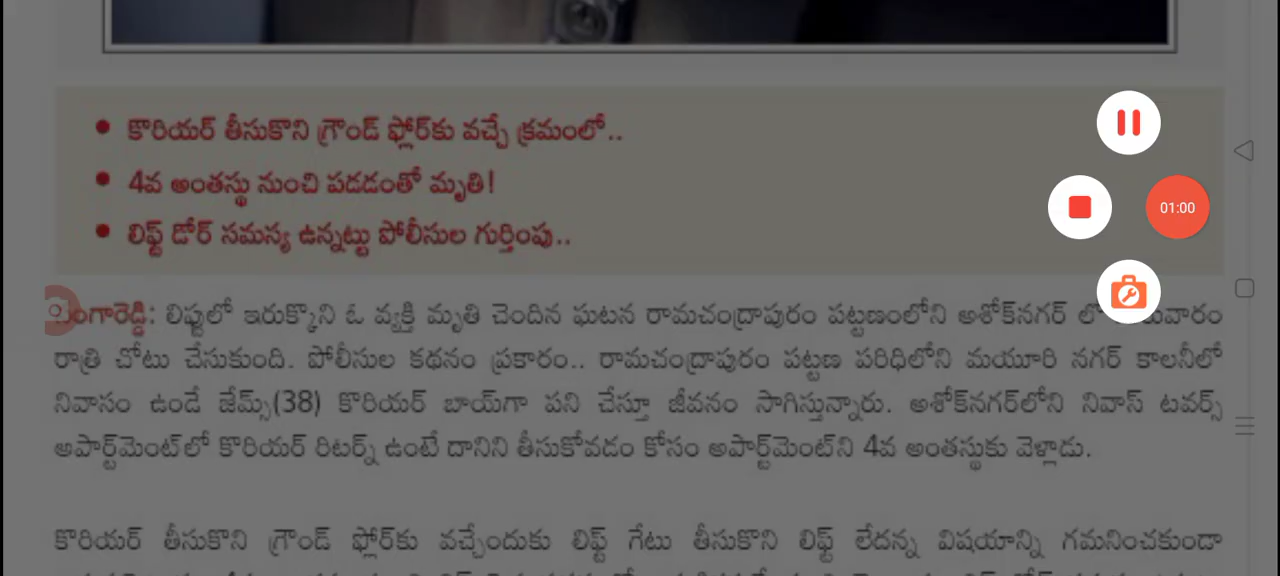 కొరియర్ తీసుకొని గ్రౌండ్ ఫ్లోర్‌కు వచ్చే క్రమంలో..
4వ అంతస్థు నుంచి పడడంతో మృతి!
లిఫ్ట్ డోర్ సమస్య ఉన్నట్టు పోలీసుల గుర్తింపు..
01:00
రంగారెడ్డి: లిఫ్టులో ఇరుక్కొని ఓ వ్యక్తి మృతి చెందిన ఘటన రామచంద్రాపురం పట్టణంలోని అశోక్‌నగర్ లో
రాత్రి చోటు చేసుకుంది. పోలీసుల కథనం ప్రకారం.. రామచంద్రాపురం పట్టణ పరిధిలోని మయూరి నగర్ కాలనీలో
నివాసం ఉండే జేమ్స్(38) కొరియర్ బాయ్‌గా పని చేస్తూ జీవనం సాగిస్తున్నారు. అశోక్‌నగర్‌లోని నివాస్ టవర్స్
అపార్ట్‌మెంట్‌లో కొరియర్ రిటర్న్ ఉంటే దానిని తీసుకోవడం కోసం అపార్ట్‌మెంట్‌ని 4వ అంతస్థుకు వెళ్లాడు.
కొరియర్ తీసుకొని గ్రౌండ్ ఫ్లోర్‌కు వచ్చేందుకు లిఫ్ట్ గేటు తీసుకొని లిఫ్ట్ లేదన్న విషయాన్ని గమనించకుండా